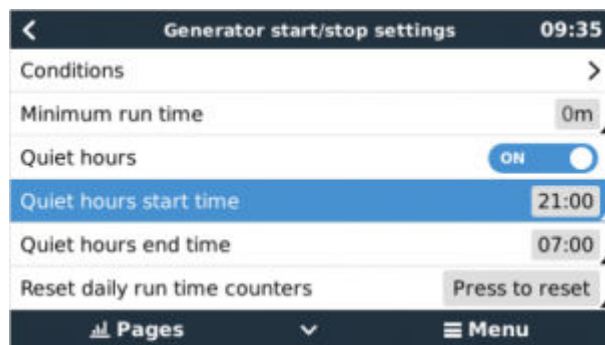 Generator start/stop settings 09:35
Conditions
Minimum run time 0m
Quiet hours ON
Quiet hours start time 21:00
Quiet hours end time 07:00
Reset daily run time counters Press to reset
Pages Menu